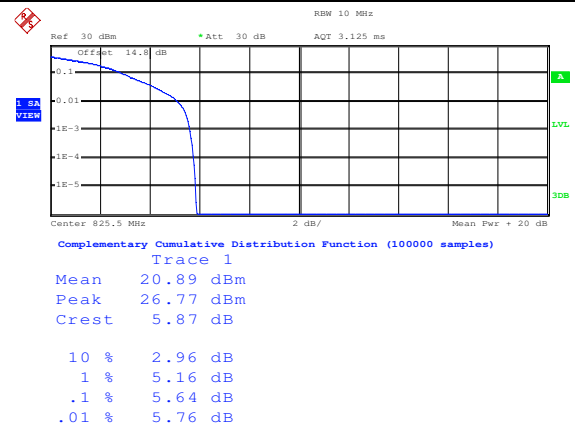 RBW 10 MHz
Ref 30 dBm *Att 30 dB AQT 3.125 ms
Offset 14.8 dB
0.1
A
0.01
1 SA
VIEW
1E-3
LVL
1E-4
1E-5
3DB
Center 825.5 MHz 2 dB/ Mean Pwr + 20 dB
Complementary Cumulative Distribution Function (100000 samples)
Trace 1
Mean 20.89 dBm
Peak 26.77 dBm
Crest 5.87 dB
10 % 2.96 dB
1 % 5.16 dB
.1 % 5.64 dB
.01 % 5.76 dB